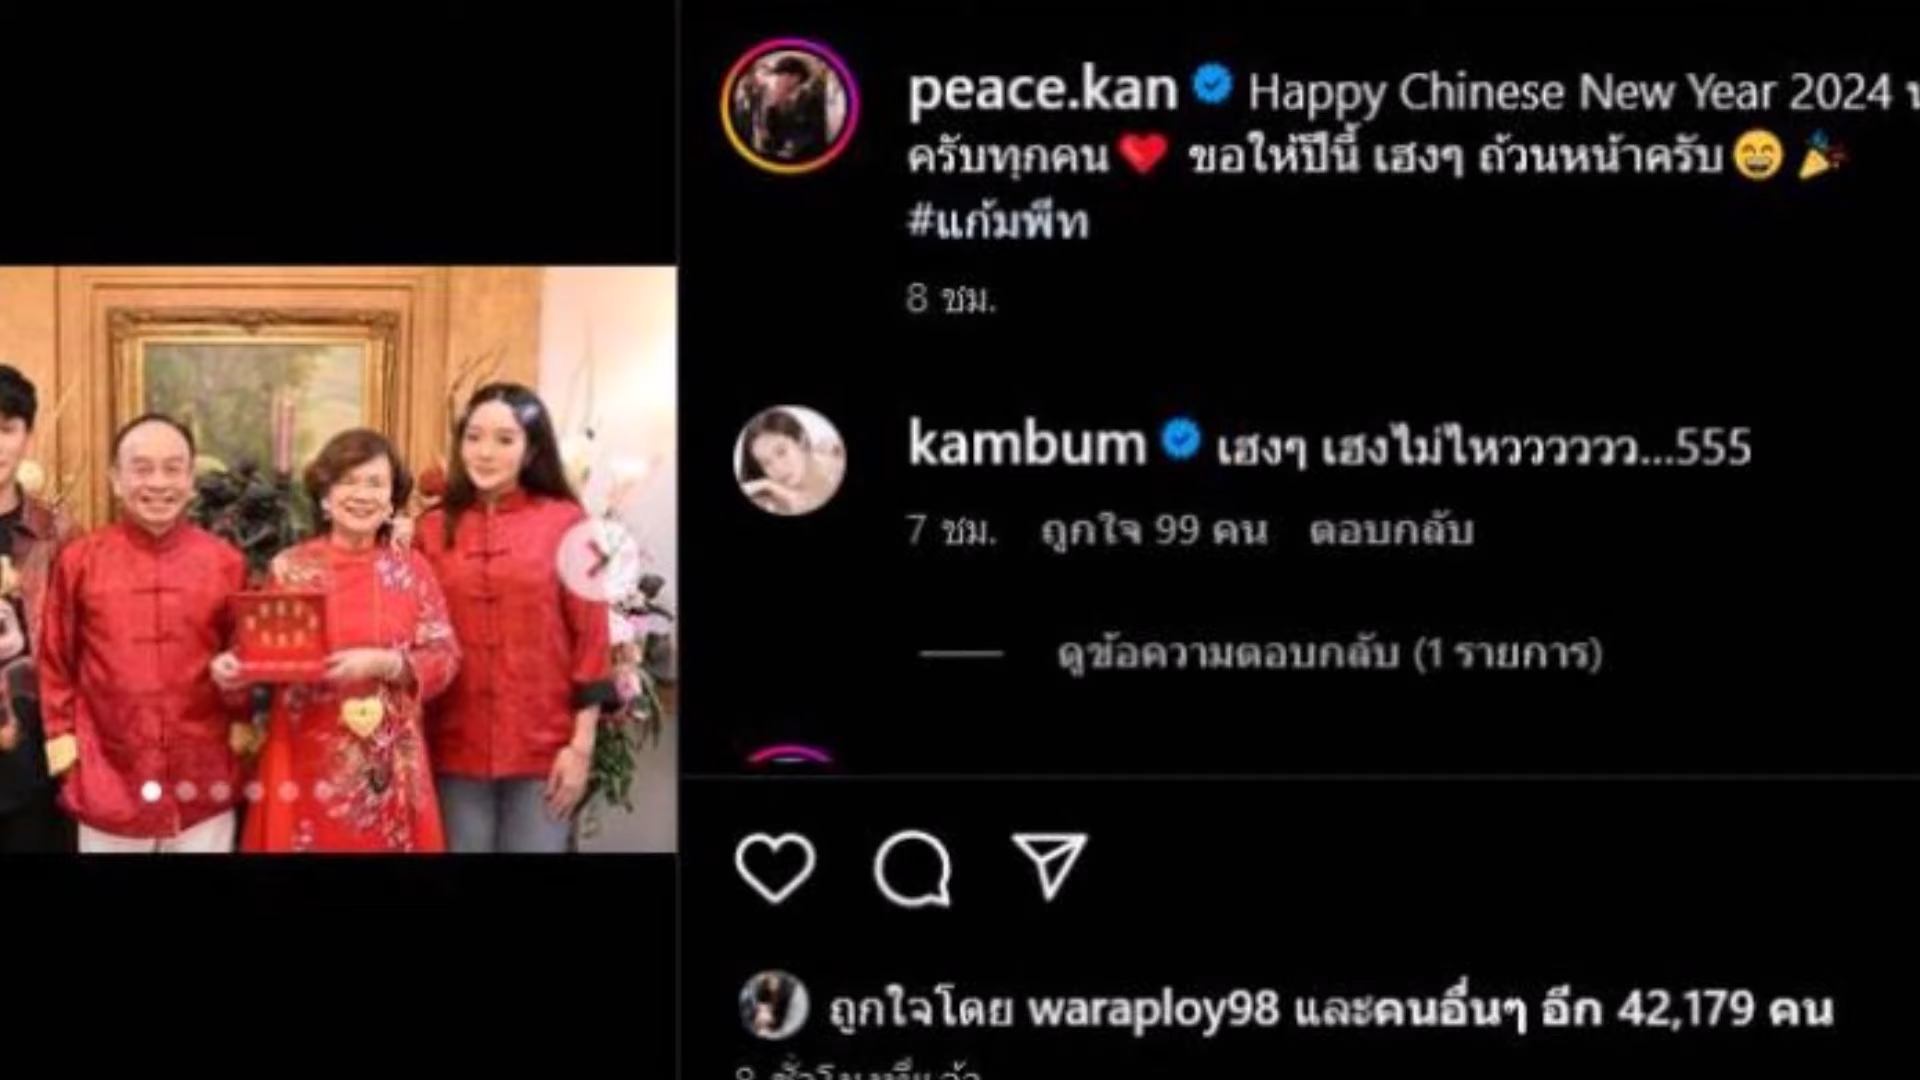 peace.kan Happy Chinese New Year 2024
ครับทุกคน❤️ ขอให้ปีนี้ เฮงๆ ถ้วนหน้าครับ😁🎉
#แก้มพีท
8 ชม.
kambum เฮงๆ เฮงไม่ไหวววววว...555
7 ชม. ถูกใจ 99 คน ตอบกลับ
ดูข้อความตอบกลับ (1 รายการ)
ถูกใจโดย waraploy98 และคนอื่นๆ อีก 42,179 คน